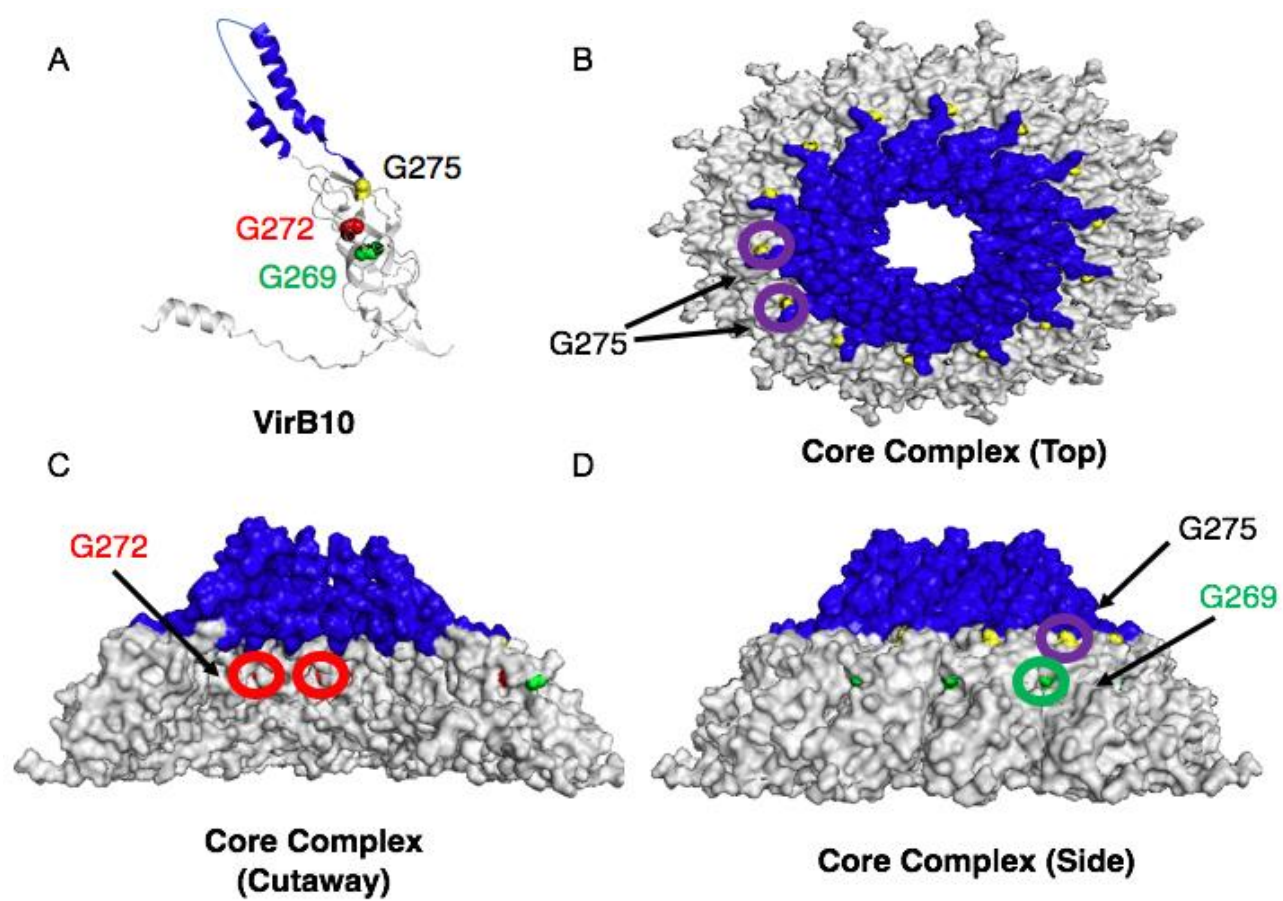 A
G275
G272
G269
VirB10
B
G275
Core Complex (Top)
C
G272
Core Complex
(Cutaway)
D
G275
G269
Core Complex (Side)